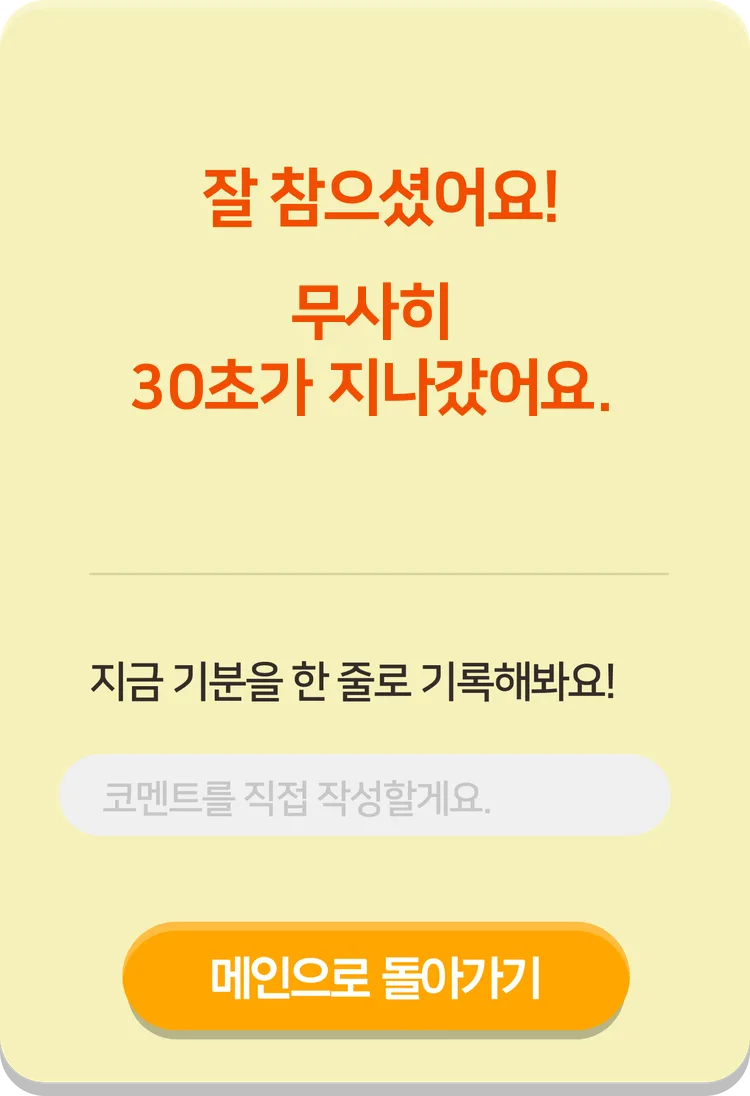 잘 참으셨어요!
무사히
30초가 지나갔어요.
지금 기분을 한 줄로 기록해봐요!
코멘트를 직접 작성할게요.
메인으로 돌아가기